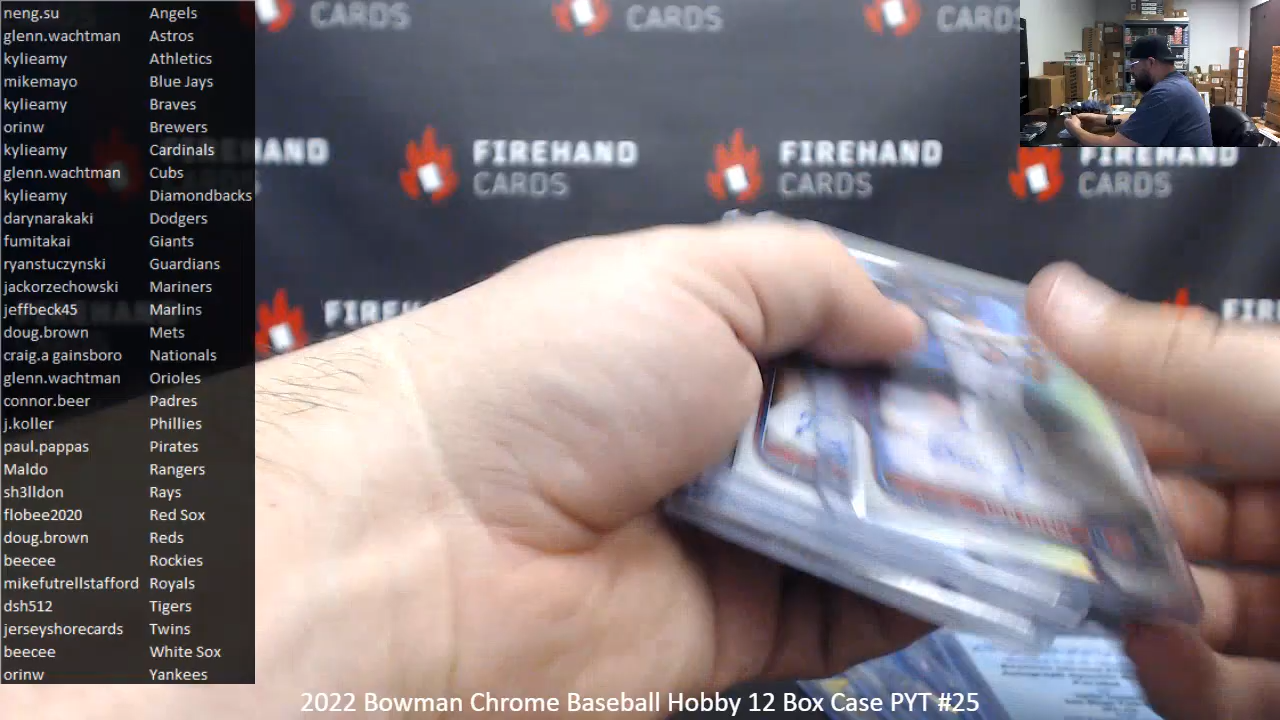 neng.su Angels
glenn.wachtman Astros
kylieamy Athletics
mikemayo Blue Jays
kylieamy Braves
orinw Brewers
kylieamy Cardinals
glenn.wachtman Cubs
kylieamy Diamondbacks
darynarakaki Dodgers
fumitakai Giants
ryanstuczynski Guardians
jackorzechowski Mariners
jeffbeck45 Marlins
doug.brown Mets
craig.a gainsboro Nationals
glenn.wachtman Orioles
connor.beer Padres
j.koller Phillies
paul.pappas Pirates
Maldo Rangers
sh3lldon Rays
flobee2020 Red Sox
doug.brown Reds
beecee Rockies
mikefutrellstafford Royals
dsh512 Tigers
jerseyshorecards Twins
beecee White Sox
orinw Yankees
CARDS
CARDS
CARDS
FIREHAND
CARDS
FIREHAND
CARDS
CARDS
2022 Bowman Chrome Baseball Hobby 12 Box Case PYT #25